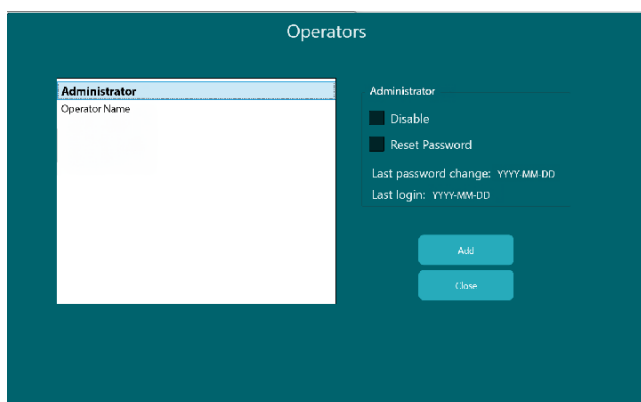 Operators
Administrator
Operator Name
Administrator
Disable
Reset Password
Last password change: YYYY-MM-DD
Last login: YYYY-MM-DD
Add
Close